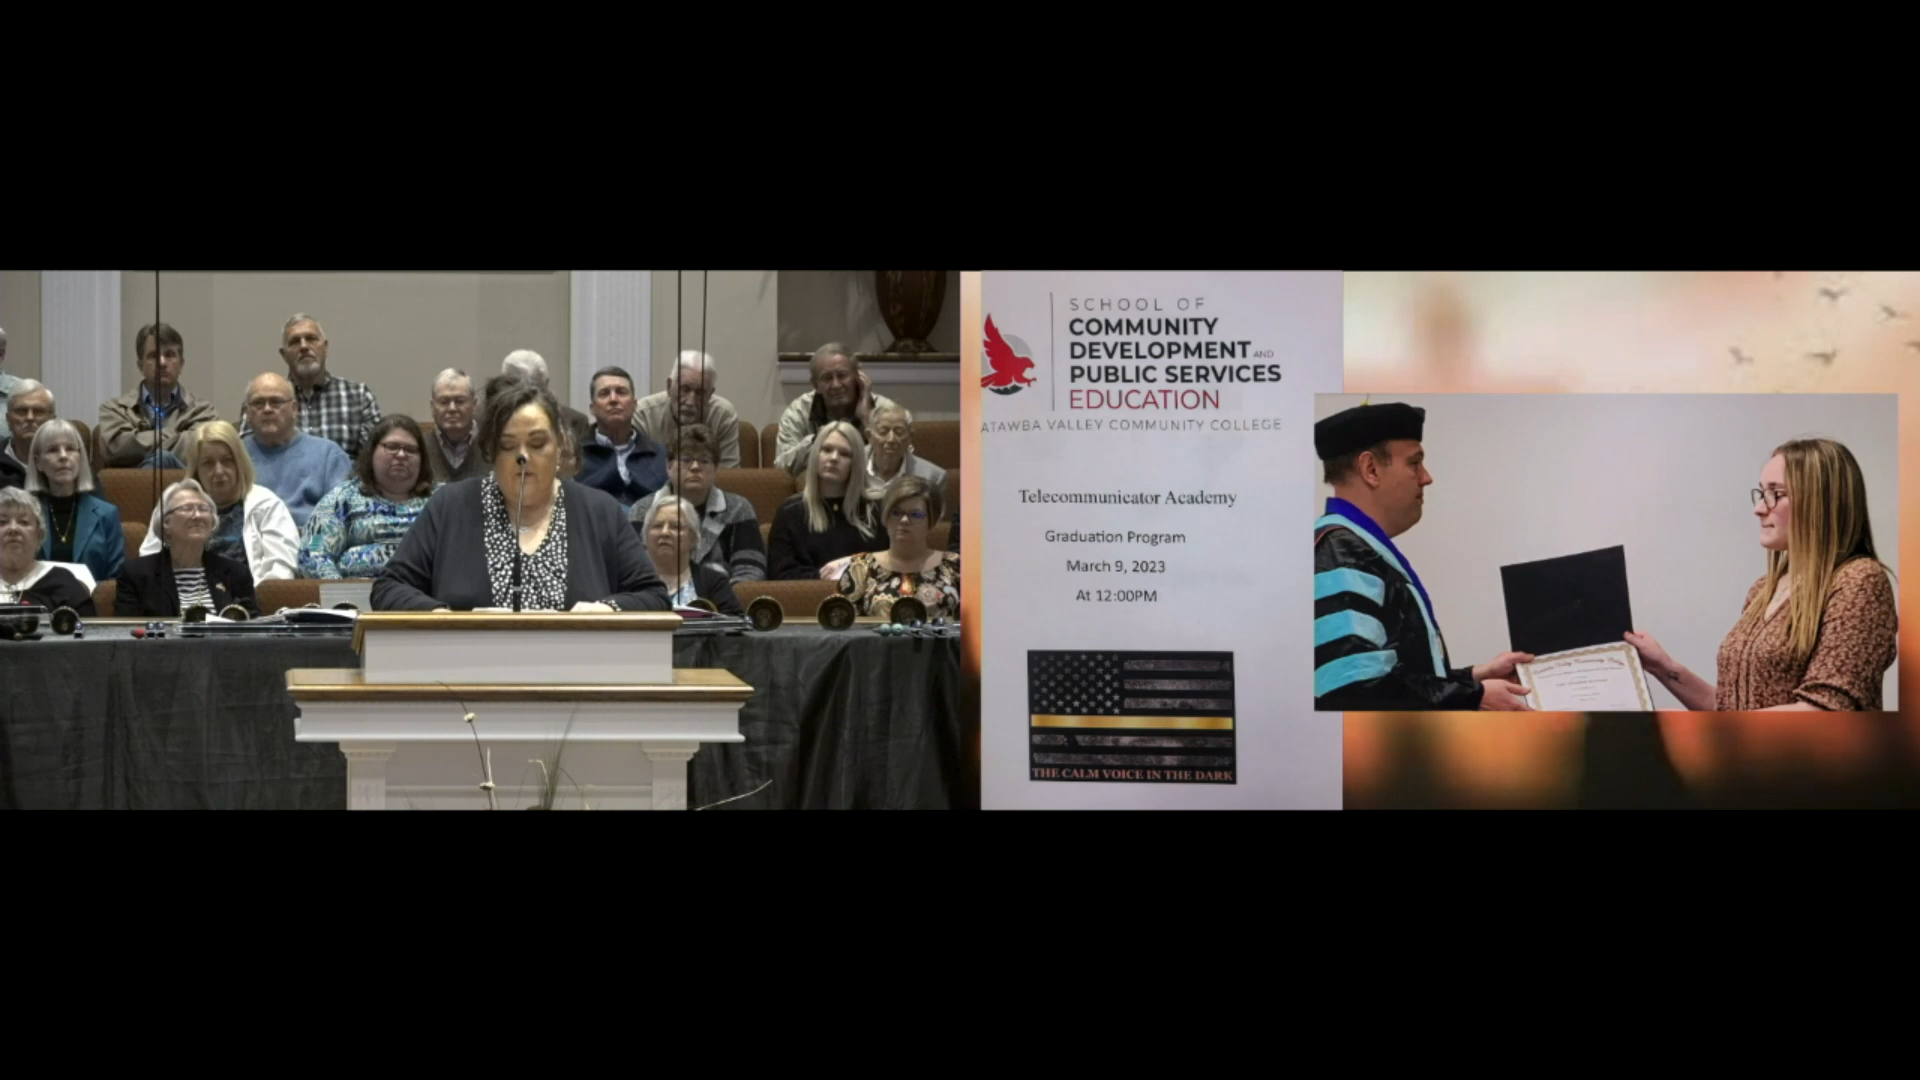 SCHOOL OF
COMMUNITY
DEVELOPMENT AND
PUBLIC SERVICES
EDUCATION
ATAWBA VALLEY COMMUNITY COLLEGE
Telecommunicator Academy
Graduation Program
March 9, 2023
At 12:00PM
THE CALM VOICE IN THE DARK